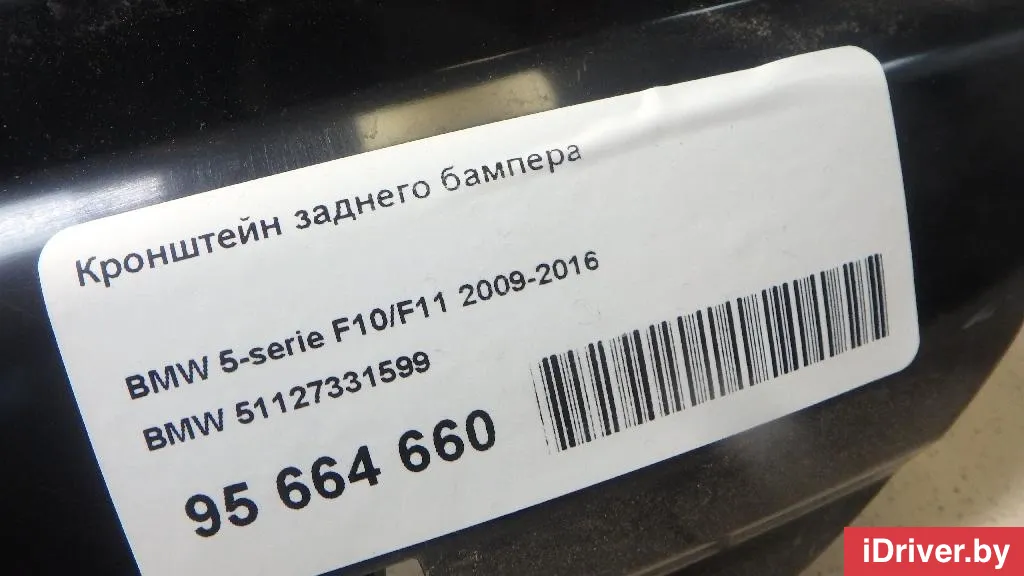 Кронштейн заднего бампера
BMW 5-serie F10/F11 2009-2016
BMW 51127331599
95 664 660
iDriver.by